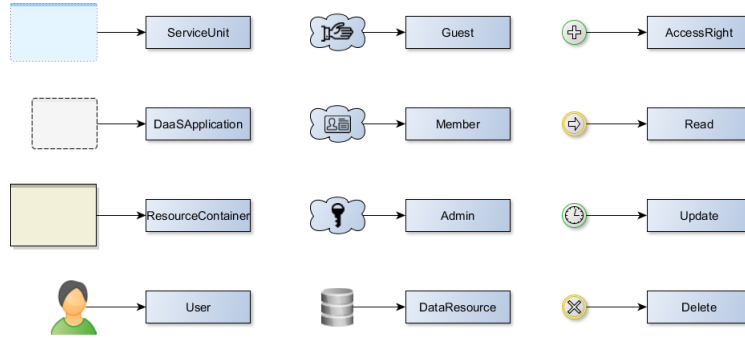 ServiceUnit
Guest
AccessRight
DaaSApplication
Member
Read
ResourceContainer
Admin
Update
User
DataResource
Delete